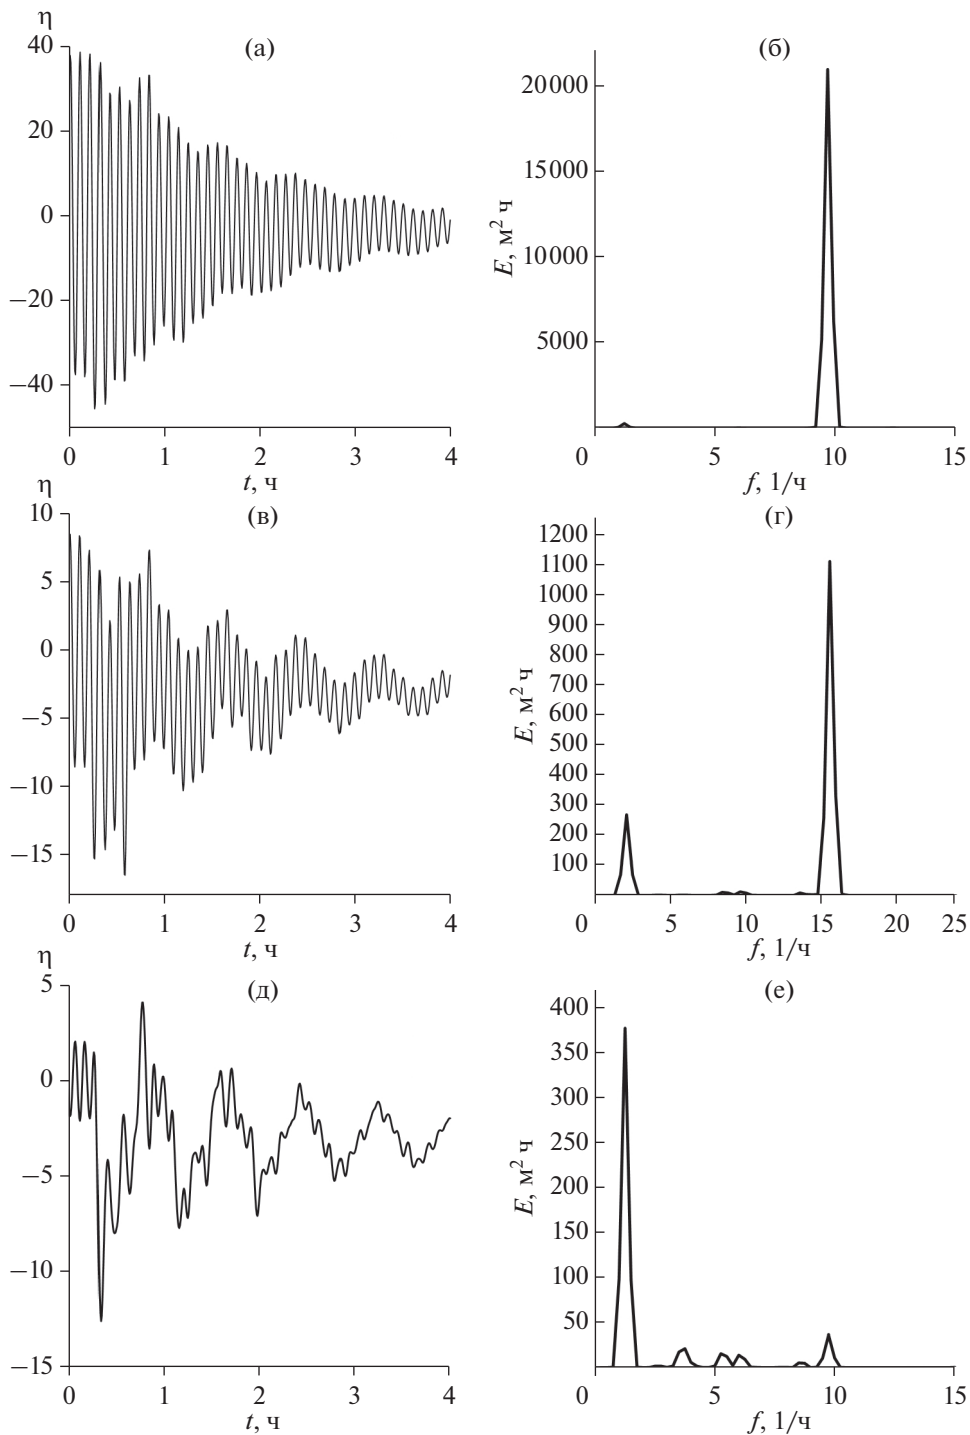 η
(а)
40
20
0
−20
−40
0 1 2 3 4
t, ч
(б)
20000
15000
10000
5000
E, м² ч
0 5 10 15
f, 1/ч
η
(в)
10
5
0
−5
−10
−15
0 1 2 3 4
t, ч
(г)
1200
1100
1000
900
800
700
600
500
400
300
200
100
E, м² ч
0 5 10 15 20 25
f, 1/ч
η
(д)
5
0
−5
−10
−15
0 1 2 3 4
t, ч
(е)
400
350
300
250
200
150
100
50
E, м² ч
0 5 10 15
f, 1/ч